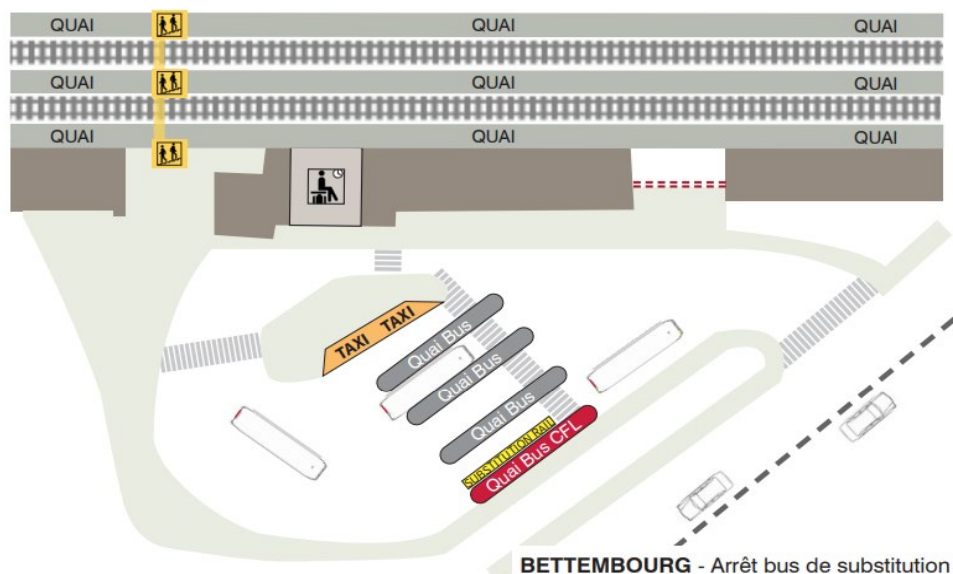 QUAI QUAI QUAI
QUAI QUAI QUAI
QUAI QUAI QUAI
TAXI TAXI
Quai Bus
Quai Bus
Quai Bus
SUBSTITUTION RAIL
Quai Bus CFL
BETTEMBOURG - Arrêt bus de substitution